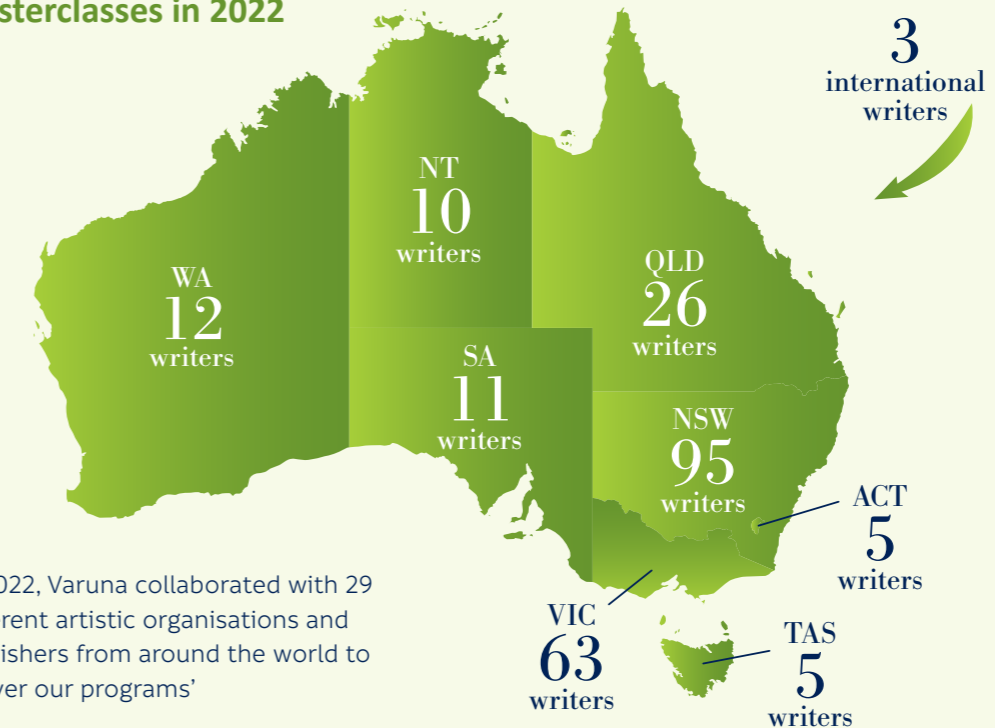 sterclasses in 2022
3
international
writers
NT
10
writers
WA
12
writers
QLD
26
writers
SA
11
writers
NSW
95
writers
ACT
5
writers
VIC
63
writers
TAS
5
writers
022, Varuna collaborated with 29
erent artistic organisations and
lishers from around the world to
ver our programs’